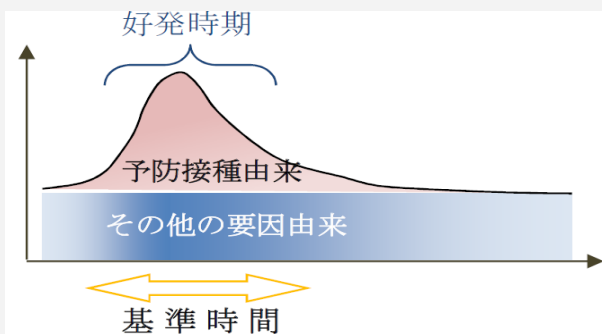 好発時期
予防接種由来
その他の要因由来
基準時間